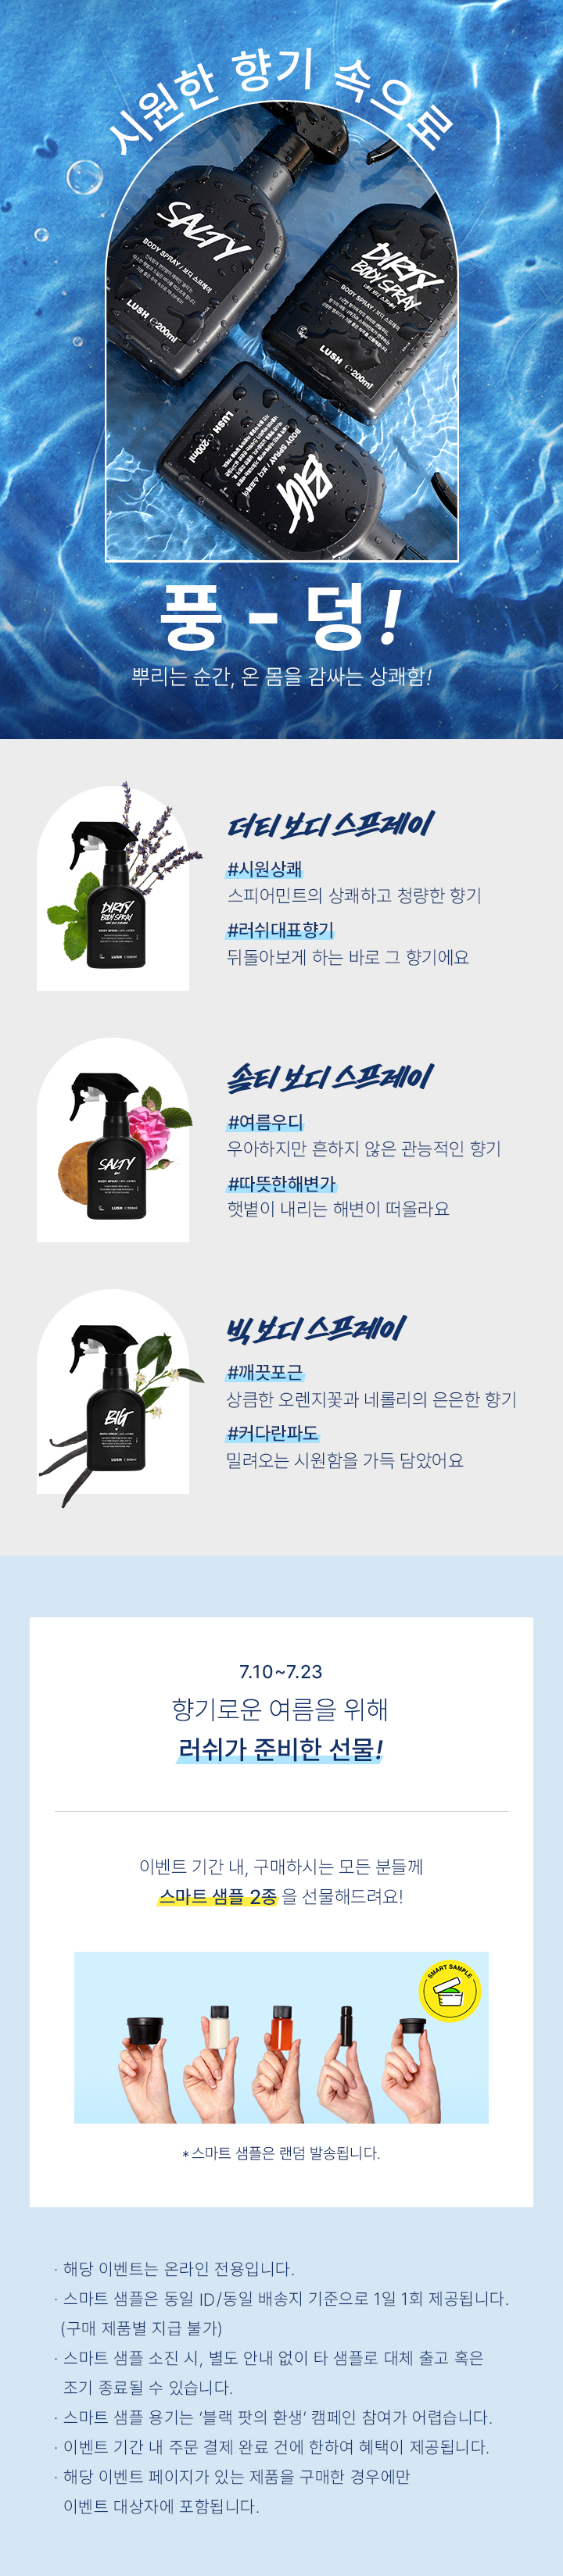 시원한 향기 속으로
SALTY
BODY SPRAY / 보디 스프레이
LUSH ℮200ml
DIRTY
BODY SPRAY
BODY SPRAY / 보디 스프레이
LUSH ℮200ml
BIG
BODY SPRAY / 보디 스프레이
LUSH ℮200ml
풍 - 덩!
뿌리는 순간, 온 몸을 감싸는 상쾌함!
DIRTY
BODY SPRAY
LUSH
더티 보디 스프레이
#시원상쾌
스피어민트의 상쾌하고 청량한 향기
#러쉬대표향기
뒤돌아보게 하는 바로 그 향기에요
SALTY
LUSH
솔티 보디 스프레이
#여름우디
우아하지만 흔하지 않은 관능적인 향기
#따뜻한해변가
햇볕이 내리는 해변이 떠올라요
BIG
LUSH
빅 보디 스프레이
#깨끗포근
상큼한 오렌지꽃과 네롤리의 은은한 향기
#커다란파도
밀려오는 시원함을 가득 담았어요
7.10~7.23
향기로운 여름을 위해
러쉬가 준비한 선물!
이벤트 기간 내, 구매하시는 모든 분들께
스마트 샘플 2종 을 선물해드려요!
SMART SAMPLE
*스마트 샘플은 랜덤 발송됩니다.
· 해당 이벤트는 온라인 전용입니다.
· 스마트 샘플은 동일 ID/동일 배송지 기준으로 1일 1회 제공됩니다.
(구매 제품별 지급 불가)
· 스마트 샘플 소진 시, 별도 안내 없이 타 샘플로 대체 출고 혹은
조기 종료될 수 있습니다.
· 스마트 샘플 용기는 ‘블랙 팟의 환생’ 캠페인 참여가 어렵습니다.
· 이벤트 기간 내 주문 결제 완료 건에 한하여 혜택이 제공됩니다.
· 해당 이벤트 페이지가 있는 제품을 구매한 경우에만
이벤트 대상자에 포함됩니다.